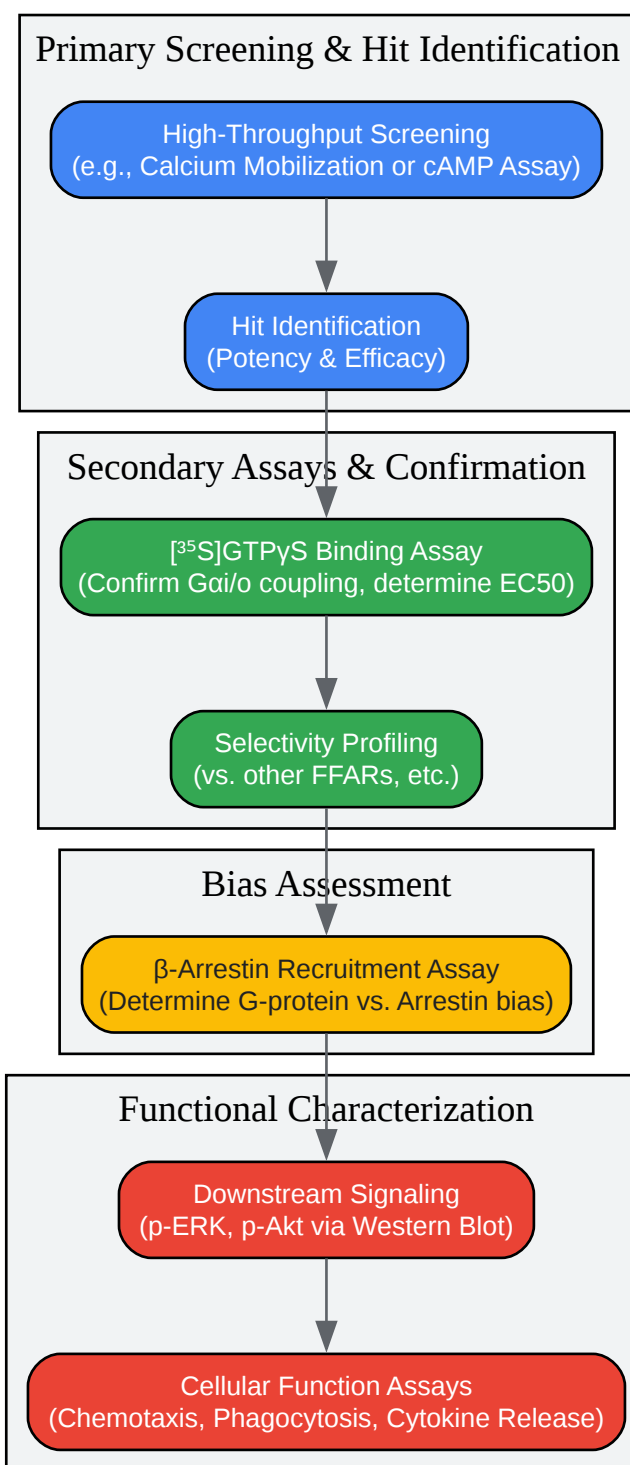 Primary Screening & Hit Identification
High-Throughput Screening
(e.g., Calcium Mobilization or cAMP Assay)
Hit Identification
(Potency & Efficacy)
Secondary Assays & Confirmation
[³⁵S]GTPγS Binding Assay
(Confirm Gαi/o coupling, determine EC50)
Selectivity Profiling
(vs. other FFARs, etc.)
Bias Assessment
β-Arrestin Recruitment Assay
(Determine G-protein vs. Arrestin bias)
Functional Characterization
Downstream Signaling
(p-ERK, p-Akt via Western Blot)
Cellular Function Assays
(Chemotaxis, Phagocytosis, Cytokine Release)